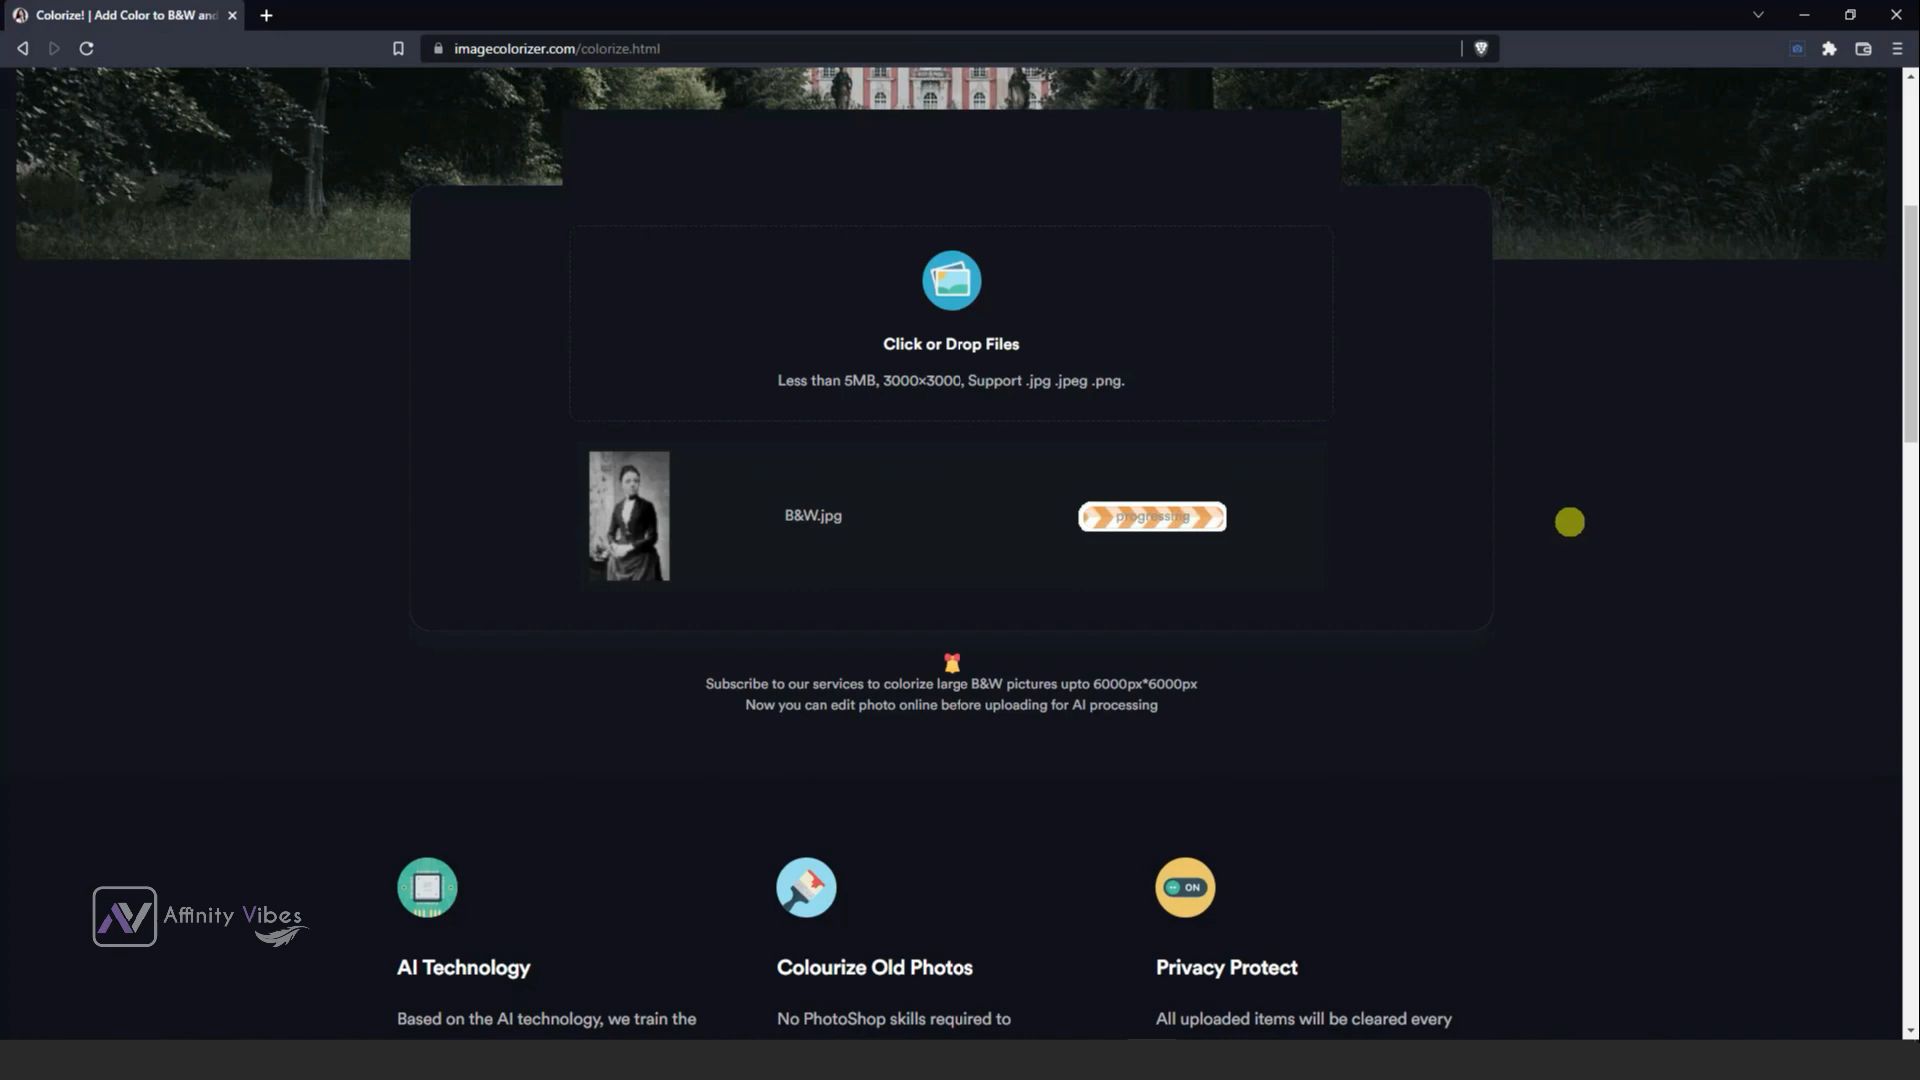 Colorize! | Add Color to B&W and
imagecolorizer.com/colorize.html
Click or Drop Files
Less than 5MB, 3000×3000, Support .jpg .jpeg .png.
B&W.jpg
progressing
Subscribe to our services to colorize large B&W pictures upto 6000px*6000px
Now you can edit photo online before uploading for AI processing
ON
AV Affinity Vibes
AI Technology
Colourize Old Photos
Privacy Protect
Based on the AI technology, we train the
No PhotoShop skills required to
All uploaded items will be cleared every